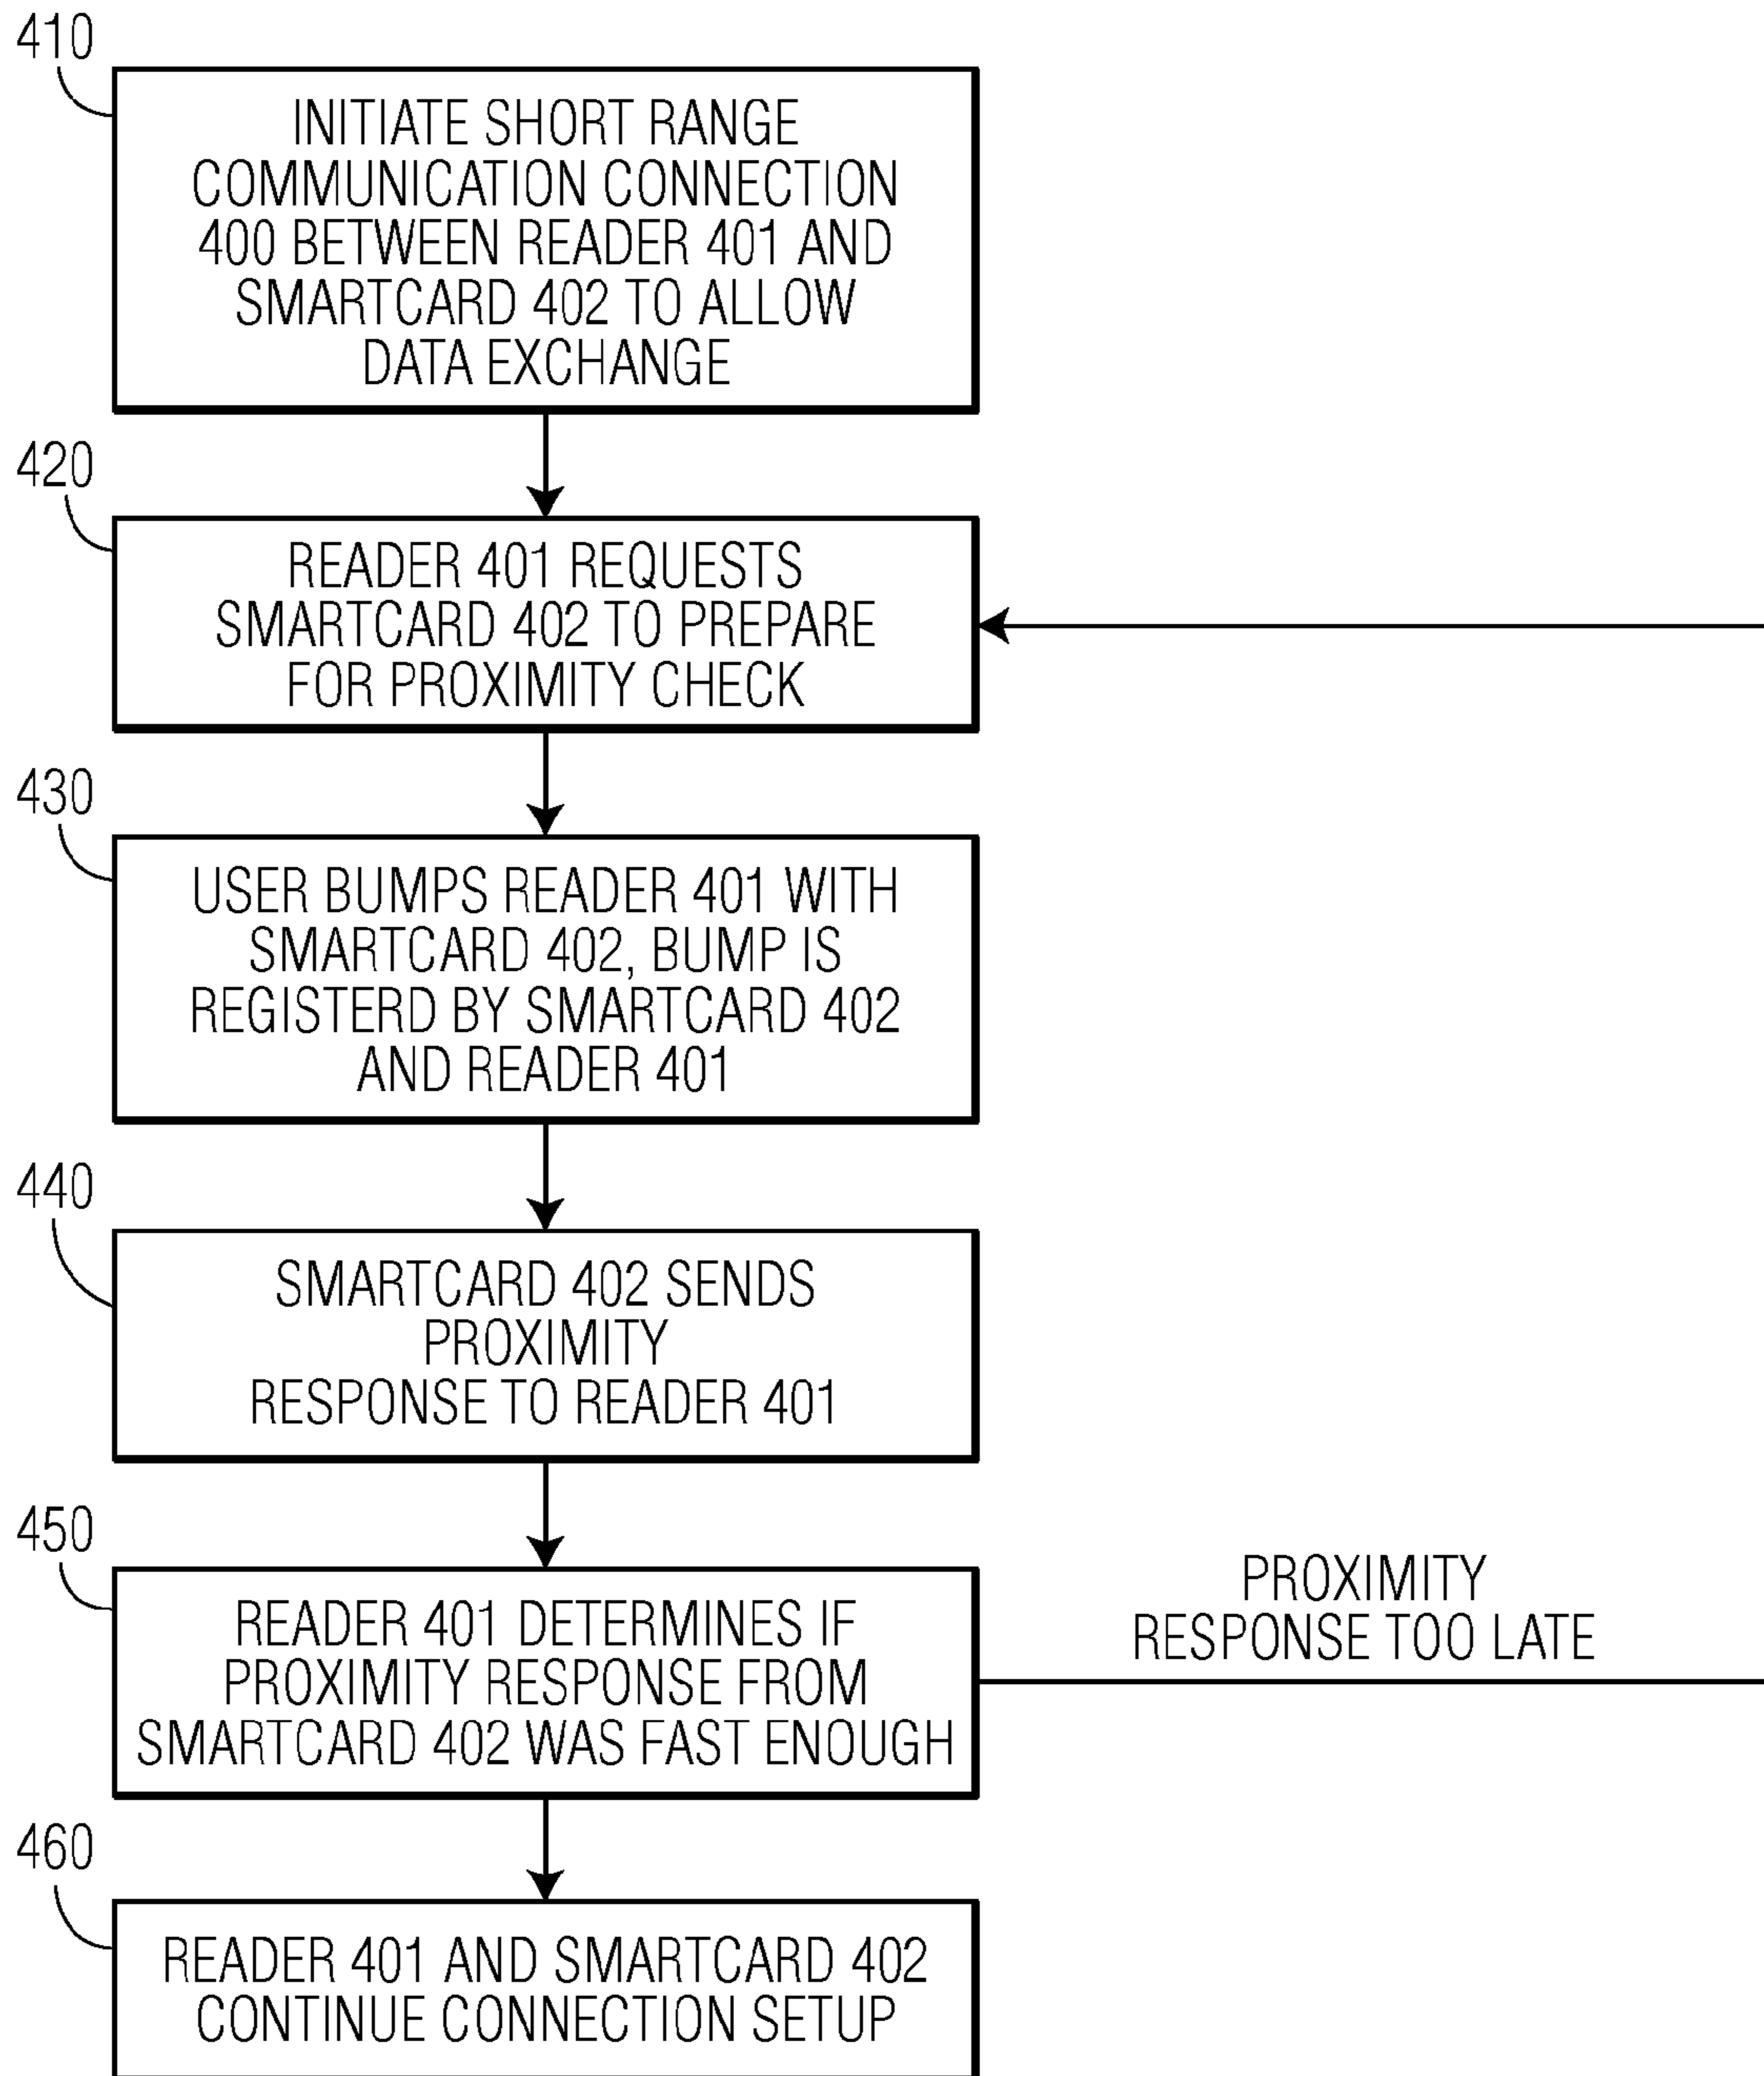 410
INITIATE SHORT RANGE
COMMUNICATION CONNECTION
400 BETWEEN READER 401 AND
SMARTCARD 402 TO ALLOW
DATA EXCHANGE
420
READER 401 REQUESTS
SMARTCARD 402 TO PREPARE
FOR PROXIMITY CHECK
430
USER BUMPS READER 401 WITH
SMARTCARD 402, BUMP IS
REGISTERD BY SMARTCARD 402
AND READER 401
440
SMARTCARD 402 SENDS
PROXIMITY
RESPONSE TO READER 401
450
READER 401 DETERMINES IF
PROXIMITY RESPONSE FROM
SMARTCARD 402 WAS FAST ENOUGH
PROXIMITY
RESPONSE TOO LATE
460
READER 401 AND SMARTCARD 402
CONTINUE CONNECTION SETUP